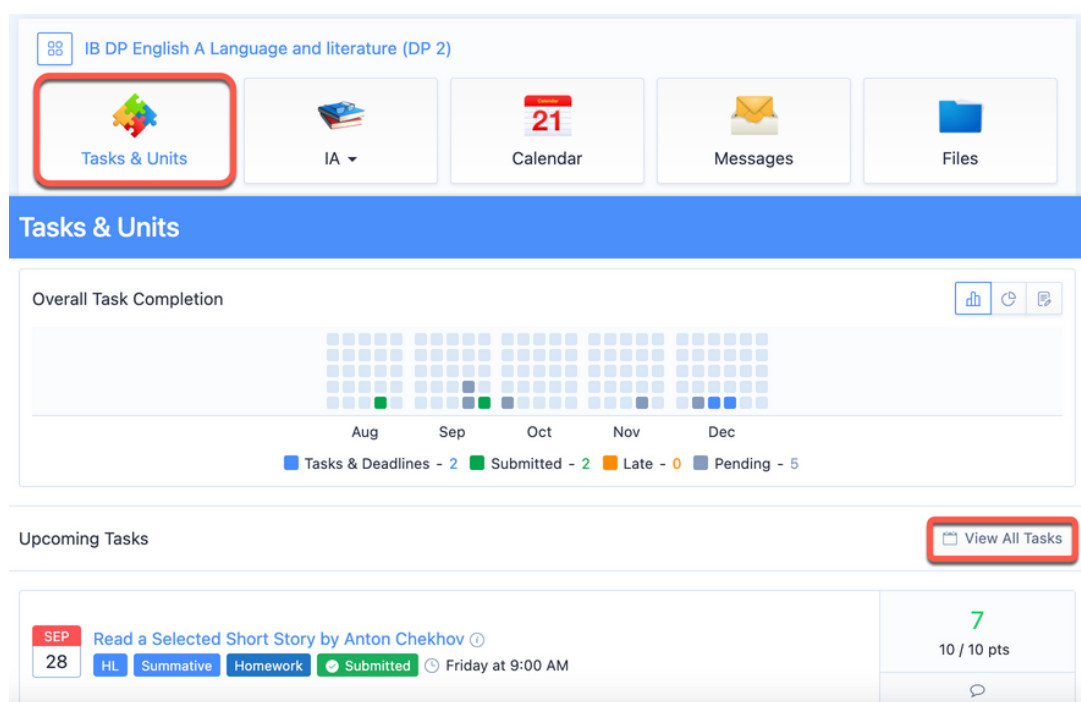 IB DP English A Language and literature (DP 2)
Tasks & Units
IA
Calendar
21
Calendar
Messages
Files
Tasks & Units
Overall Task Completion
Aug Sep Oct Nov Dec
Tasks & Deadlines - 2 Submitted - 2 Late - 0 Pending - 5
Upcoming Tasks
View All Tasks
SEP
28
Read a Selected Short Story by Anton Chekhov
HL Summative Homework Submitted Friday at 9:00 AM
7
10 / 10 pts